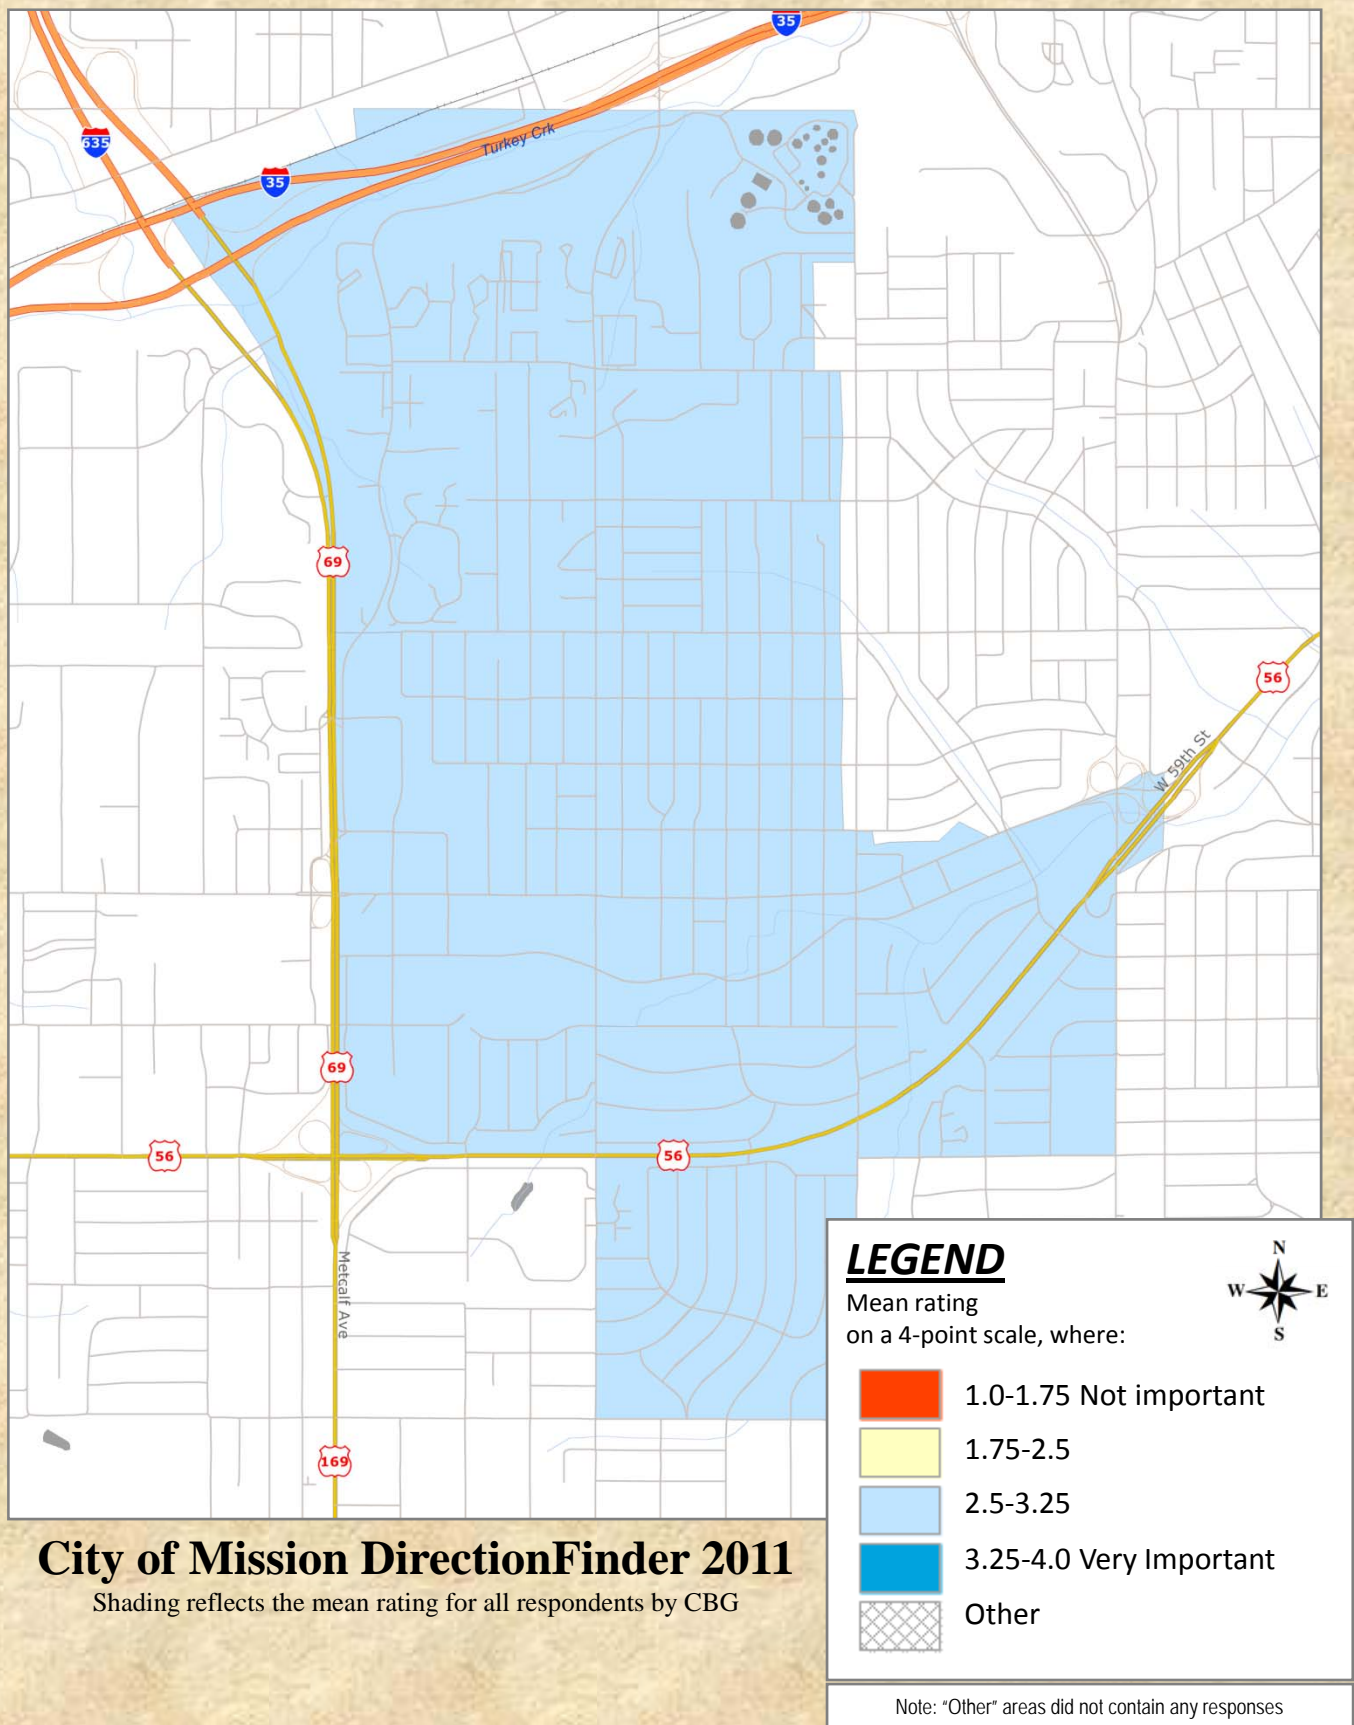 35
635
35
Turkey Crk
69
56
W 59th St
69
56
56
Metcalf Ave
169
LEGEND
Mean rating
on a 4-point scale, where:
N
W E
S
1.0-1.75 Not important
1.75-2.5
2.5-3.25
3.25-4.0 Very Important
Other
City of Mission DirectionFinder 2011
Shading reflects the mean rating for all respondents by CBG
Note: "Other" areas did not contain any responses